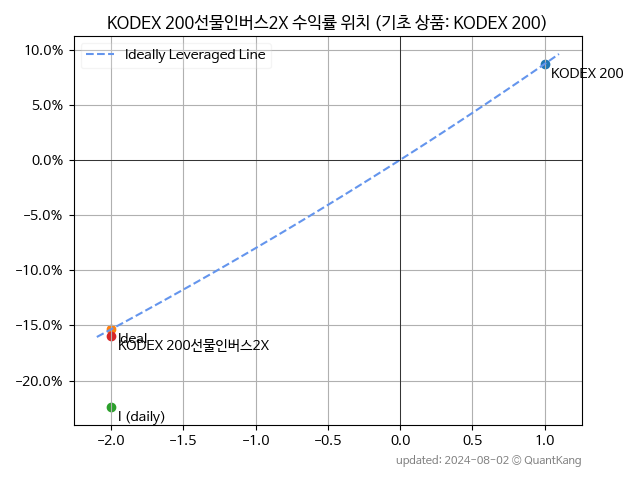 KODEX 200선물인버스2X 수익률 위치 (기초 상품: KODEX 200)
Ideally Leveraged Line
10.0%
5.0%
0.0%
−5.0%
−10.0%
−15.0%
−20.0%
KODEX 200
Ideal
KODEX 200선물인버스2X
I (daily)
−2.0 −1.5 −1.0 −0.5 0.0 0.5 1.0
updated: 2024-08-02 © QuantKang